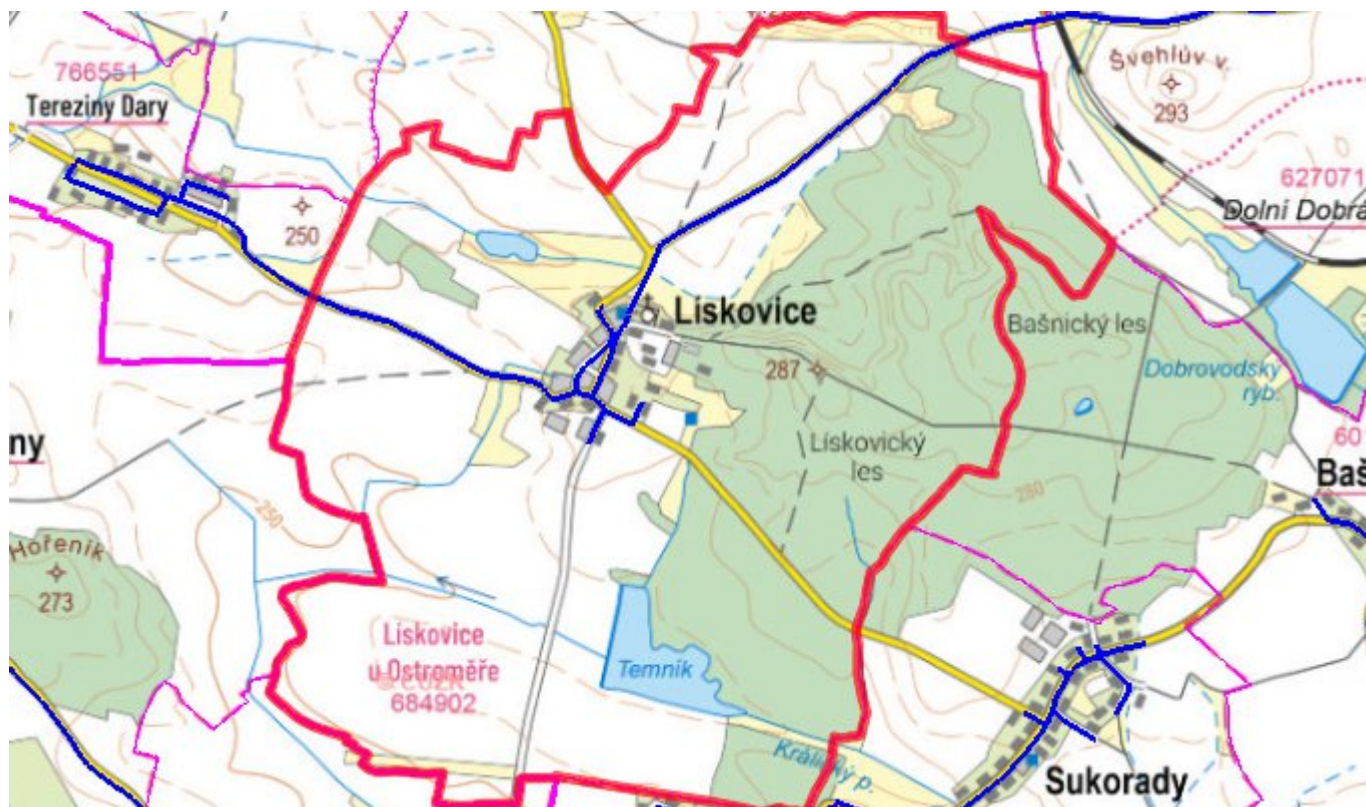 Švehlův v.
293
766551
Tereziny Dary
627071
Dolní Dobrá
250
Lískovice
Bašnický les
287
Dobrovodský
ryb.
60
ny
Lískovický
les
280
Baš
250
Hořeník
273
Lískovice
u Ostroměře
684902
Temník
Králický p.
Sukorady